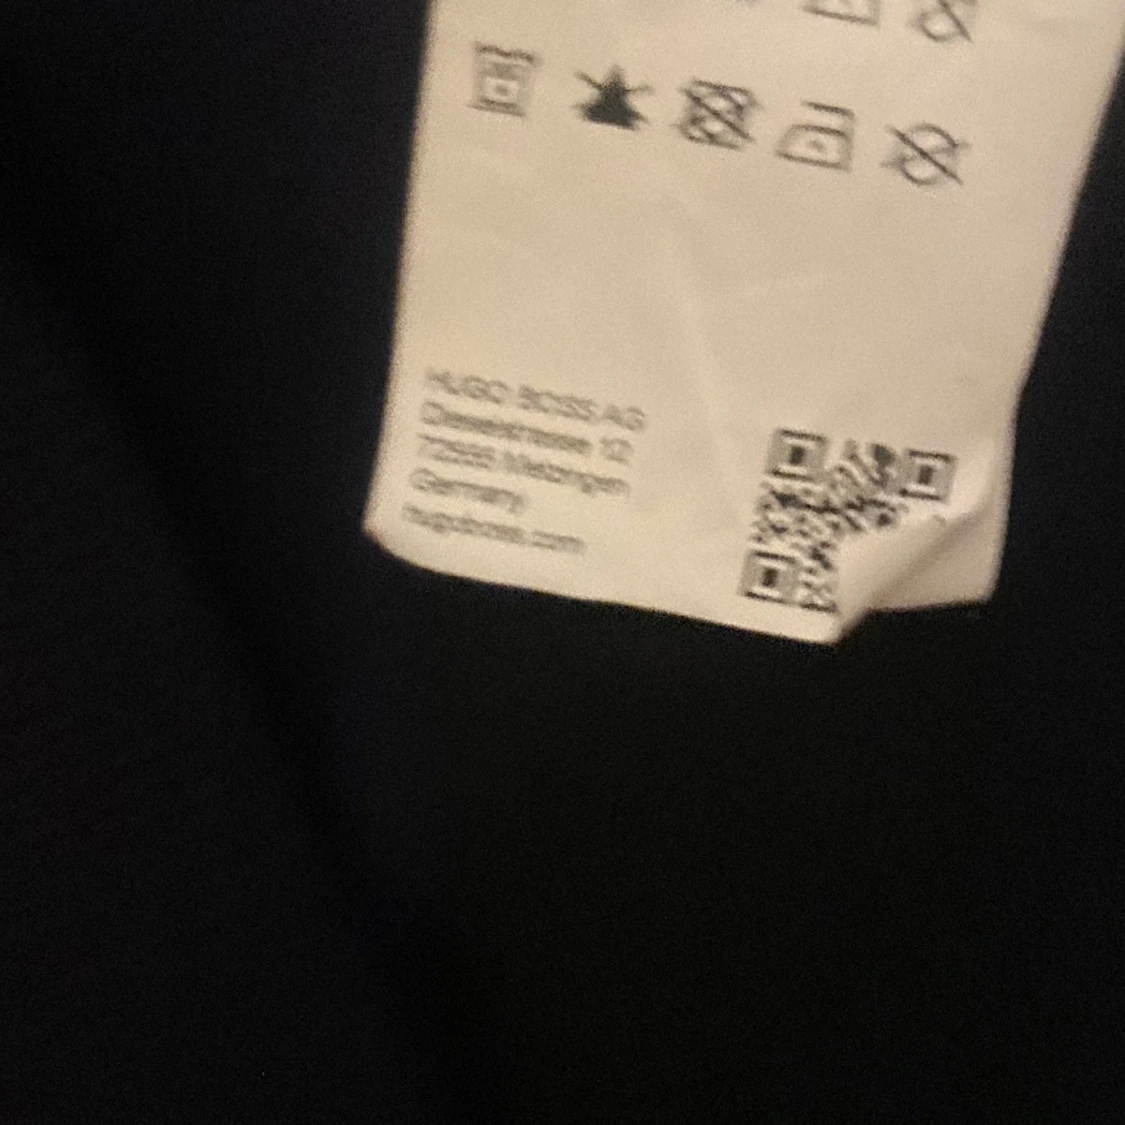 HUGO BOSS AG
Dieselstrasse 12
72555 Metzingen
Germany
hugoboss.com